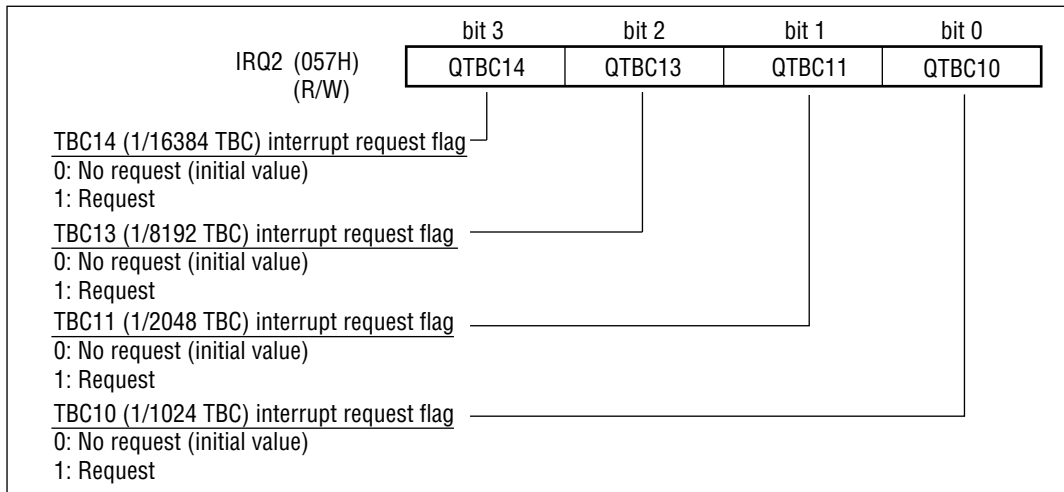 bit 3 bit 2 bit 1 bit 0
IRQ2 (057H) QTBC14 QTBC13 QTBC11 QTBC10
(R/W)
TBC14 (1/16384 TBC) interrupt request flag
0: No request (initial value)
1: Request
TBC13 (1/8192 TBC) interrupt request flag
0: No request (initial value)
1: Request
TBC11 (1/2048 TBC) interrupt request flag
0: No request (initial value)
1: Request
TBC10 (1/1024 TBC) interrupt request flag
0: No request (initial value)
1: Request